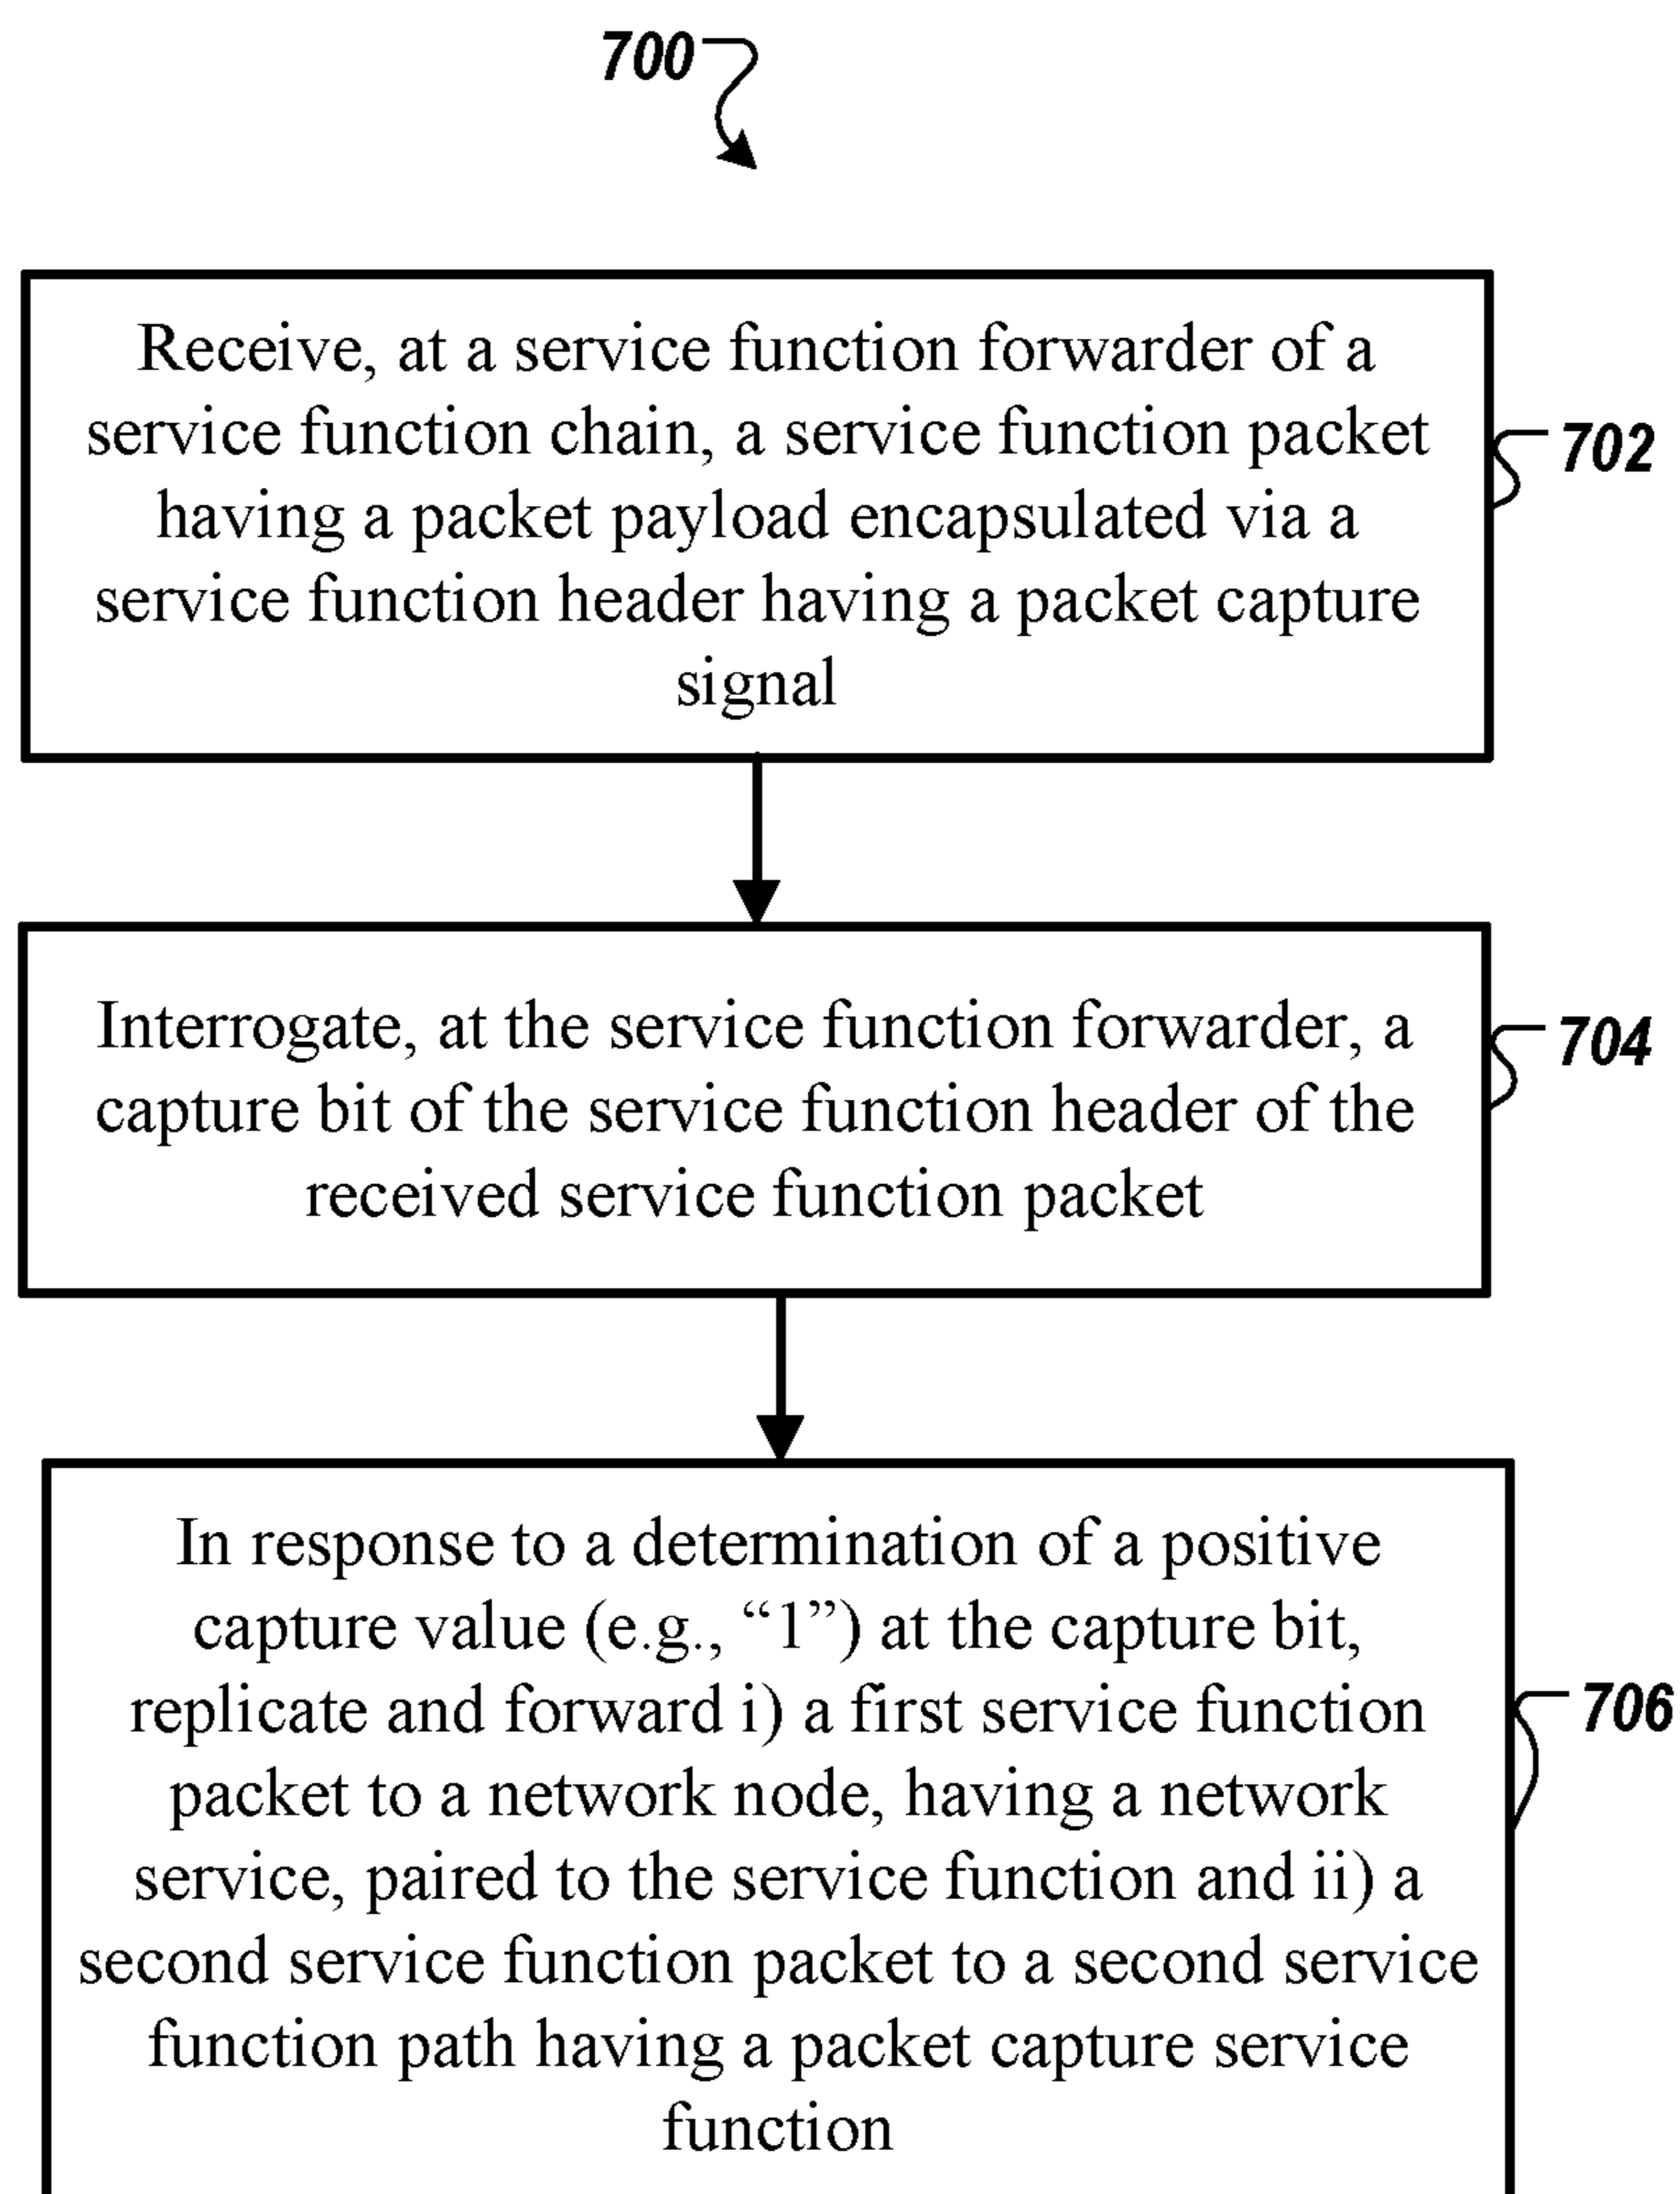 700
Receive, at a service function forwarder of a
service function chain, a service function packet
having a packet payload encapsulated via a
service function header having a packet capture
signal
702
Interrogate, at the service function forwarder, a
capture bit of the service function header of the
received service function packet
704
In response to a determination of a positive
capture value (e.g., “1”) at the capture bit,
replicate and forward i) a first service function
packet to a network node, having a network
service, paired to the service function and ii) a
second service function packet to a second service
function path having a packet capture service
function
706